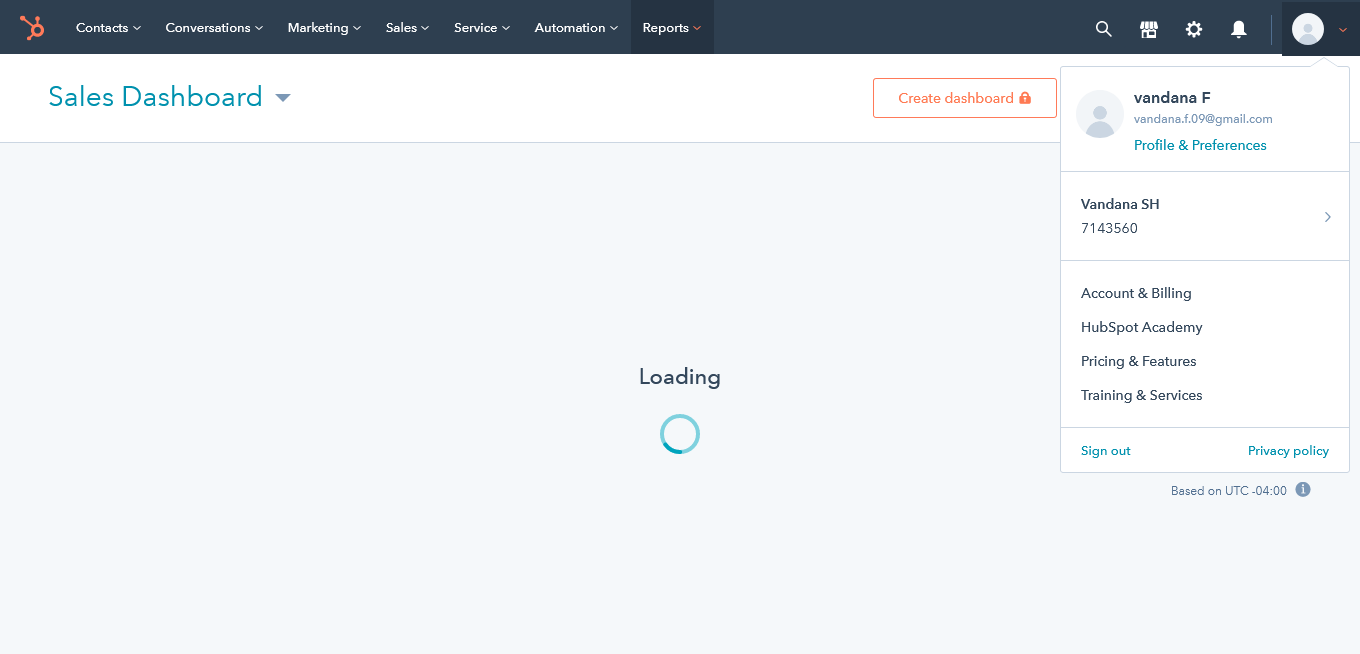 Contacts Conversations Marketing Sales Service Automation Reports
Sales Dashboard
Create dashboard
vandana F
vandana.f.09@gmail.com
Profile & Preferences
Vandana SH
7143560
Account & Billing
HubSpot Academy
Pricing & Features
Training & Services
Sign out Privacy policy
Loading
Based on UTC -04:00